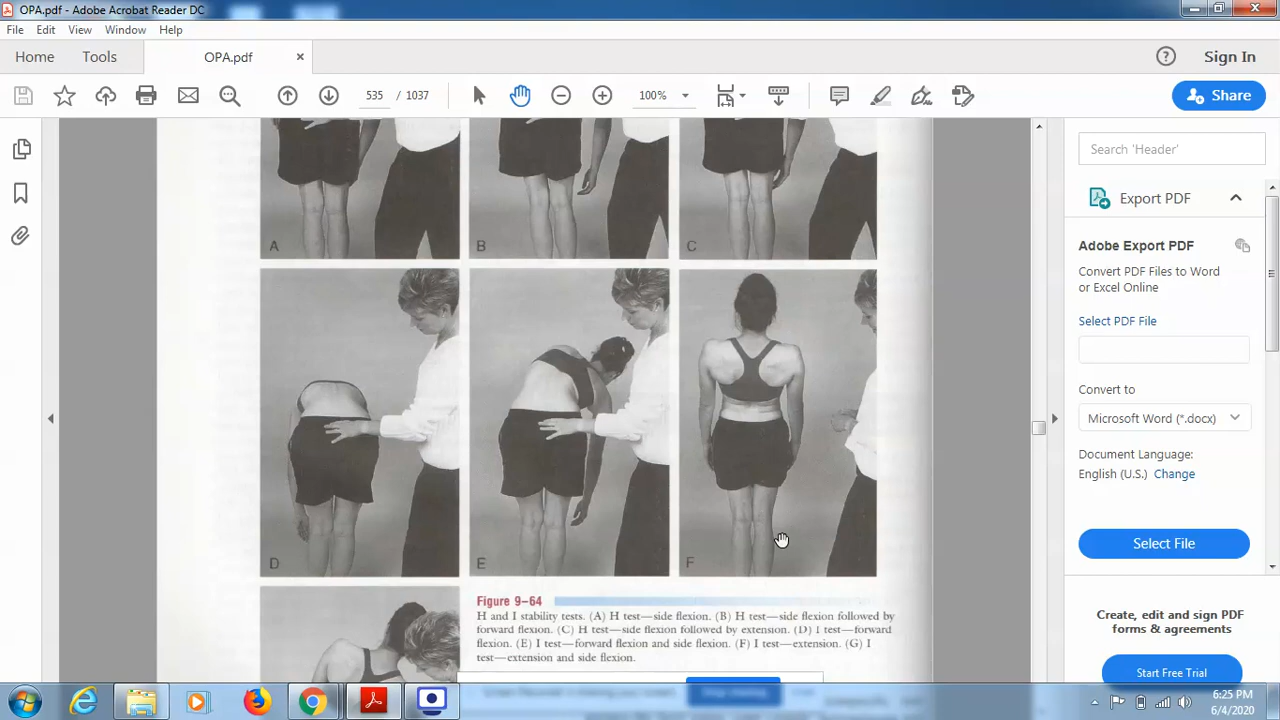 OPA.pdf - Adobe Acrobat Reader DC
File Edit View Window Help
Home Tools OPA.pdf × Sign In
535 / 1037 100% Share
Search 'Header'
A B C
Export PDF
Adobe Export PDF
Convert PDF Files to Word
or Excel Online
Select PDF File
Convert to
Microsoft Word (*.docx)
Document Language:
English (U.S.) Change
Select File
D E F
Figure 9–64
H and I stability tests. (A) H test—side flexion. (B) H test—side flexion followed by
forward flexion. (C) H test—side flexion followed by extension. (D) I test—forward
flexion. (E) I test—forward flexion and side flexion. (F) I test—extension. (G) I
test—extension and side flexion.
Create, edit and sign PDF
forms & agreements
Start Free Trial
6:25 PM
6/4/2020